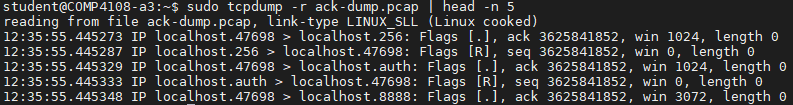 student@COMP4108-a3:~$ sudo tcpdump -r ack-dump.pcap | head -n 5
reading from file ack-dump.pcap, link-type LINUX_SLL (Linux cooked)
12:35:55.445273 IP localhost.47698 > localhost.256: Flags [.], ack 3625841852, win 1024, length 0
12:35:55.445287 IP localhost.256 > localhost.47698: Flags [R], seq 3625841852, win 0, length 0
12:35:55.445329 IP localhost.47698 > localhost.auth: Flags [.], ack 3625841852, win 1024, length 0
12:35:55.445333 IP localhost.auth > localhost.47698: Flags [R], seq 3625841852, win 0, length 0
12:35:55.445348 IP localhost.47698 > localhost.8888: Flags [.], ack 3625841852, win 3072, length 0